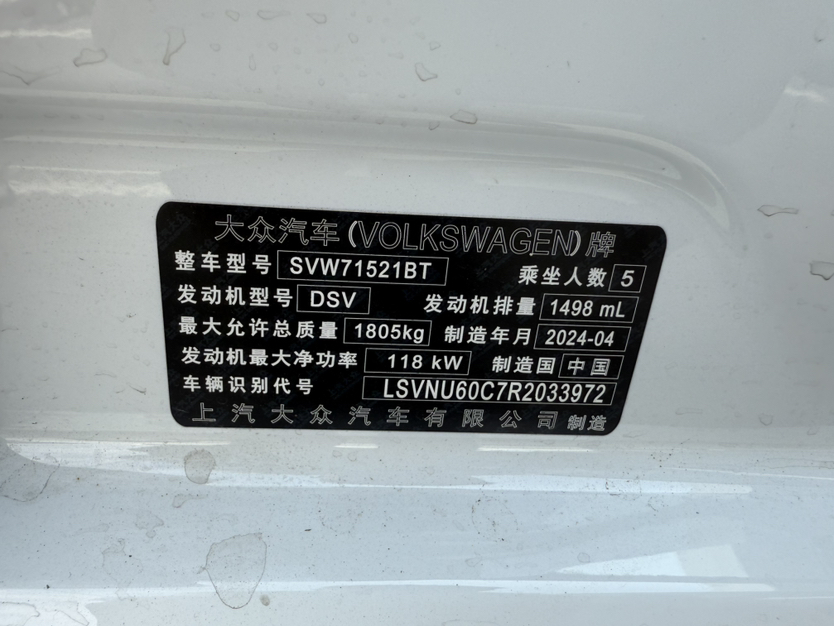 大众汽车(VOLKSWAGEN)牌
整车型号 SVW71521BT 乘坐人数 5
发动机型号 DSV 发动机排量 1498 mL
最大允许总质量 1805kg 制造年月 2024-04
发动机最大净功率 118 kW 制造国 中国
车辆识别代号 LSVNU60C7R2033972
上汽大众汽车有限公司 制造